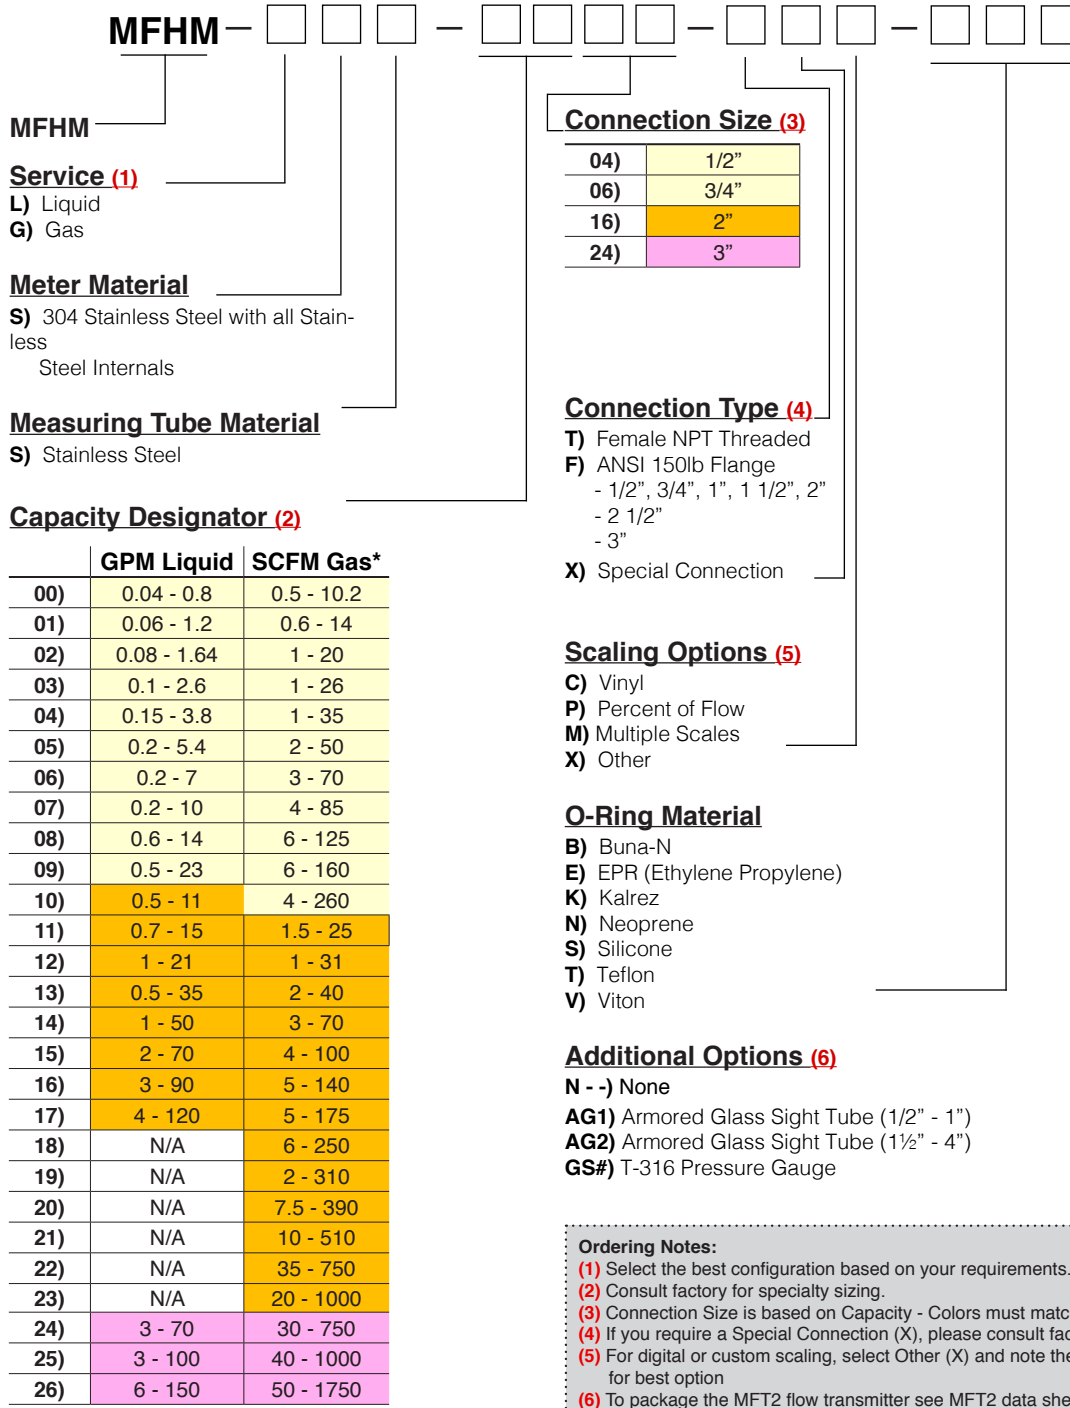 MFHM
MFHM
Service (1)
L) Liquid
G) Gas
Meter Material
S) 304 Stainless Steel with all Stain-
less
Steel Internals
Measuring Tube Material
S) Stainless Steel
Capacity Designator (2)
GPM Liquid SCFM Gas*
00) 0.04 - 0.8 0.5 - 10.2
01) 0.06 - 1.2 0.6 - 14
02) 0.08 - 1.64 1 - 20
03) 0.1 - 2.6 1 - 26
04) 0.15 - 3.8 1 - 35
05) 0.2 - 5.4 2 - 50
06) 0.2 - 7 3 - 70
07) 0.2 - 10 4 - 85
08) 0.6 - 14 6 - 125
09) 0.5 - 23 6 - 160
10) 0.5 - 11 4 - 260
11) 0.7 - 15 1.5 - 25
12) 1 - 21 1 - 31
13) 0.5 - 35 2 - 40
14) 1 - 50 3 - 70
15) 2 - 70 4 - 100
16) 3 - 90 5 - 140
17) 4 - 120 5 - 175
18) N/A 6 - 250
19) N/A 2 - 310
20) N/A 7.5 - 390
21) N/A 10 - 510
22) N/A 35 - 750
23) N/A 20 - 1000
24) 3 - 70 30 - 750
25) 3 - 100 40 - 1000
26) 6 - 150 50 - 1750
Connection Size (3)
04) 1/2”
06) 3/4”
16) 2”
24) 3”
Connection Type (4)
T) Female NPT Threaded
F) ANSI 150lb Flange
- 1/2”, 3/4”, 1”, 1 1/2”, 2”
- 2 1/2”
- 3”
X) Special Connection
Scaling Options (5)
C) Vinyl
P) Percent of Flow
M) Multiple Scales
X) Other
O-Ring Material
B) Buna-N
E) EPR (Ethylene Propylene)
K) Kalrez
N) Neoprene
S) Silicone
T) Teflon
V) Viton
Additional Options (6)
N - -) None
AG1) Armored Glass Sight Tube (1/2” - 1”)
AG2) Armored Glass Sight Tube (1½” - 4”)
GS#) T-316 Pressure Gauge
Ordering Notes:
(1) Select the best configuration based on your requirements.
(2) Consult factory for specialty sizing.
(3) Connection Size is based on Capacity - Colors must matc
(4) If you require a Special Connection (X), please consult fac
(5) For digital or custom scaling, select Other (X) and note the
for best option
(6) To package the MFT2 flow transmitter see MFT2 data she